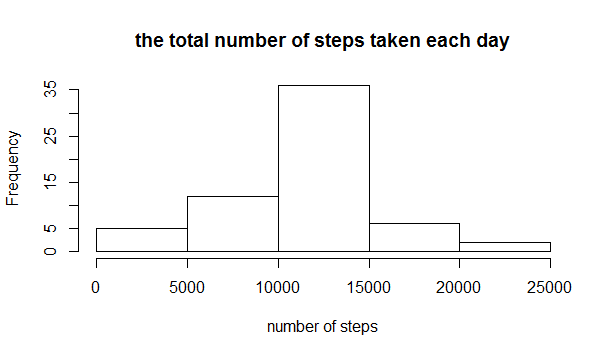 the total number of steps taken each day
Frequency
35
25
15
5
0
0 5000 10000 15000 20000 25000
number of steps